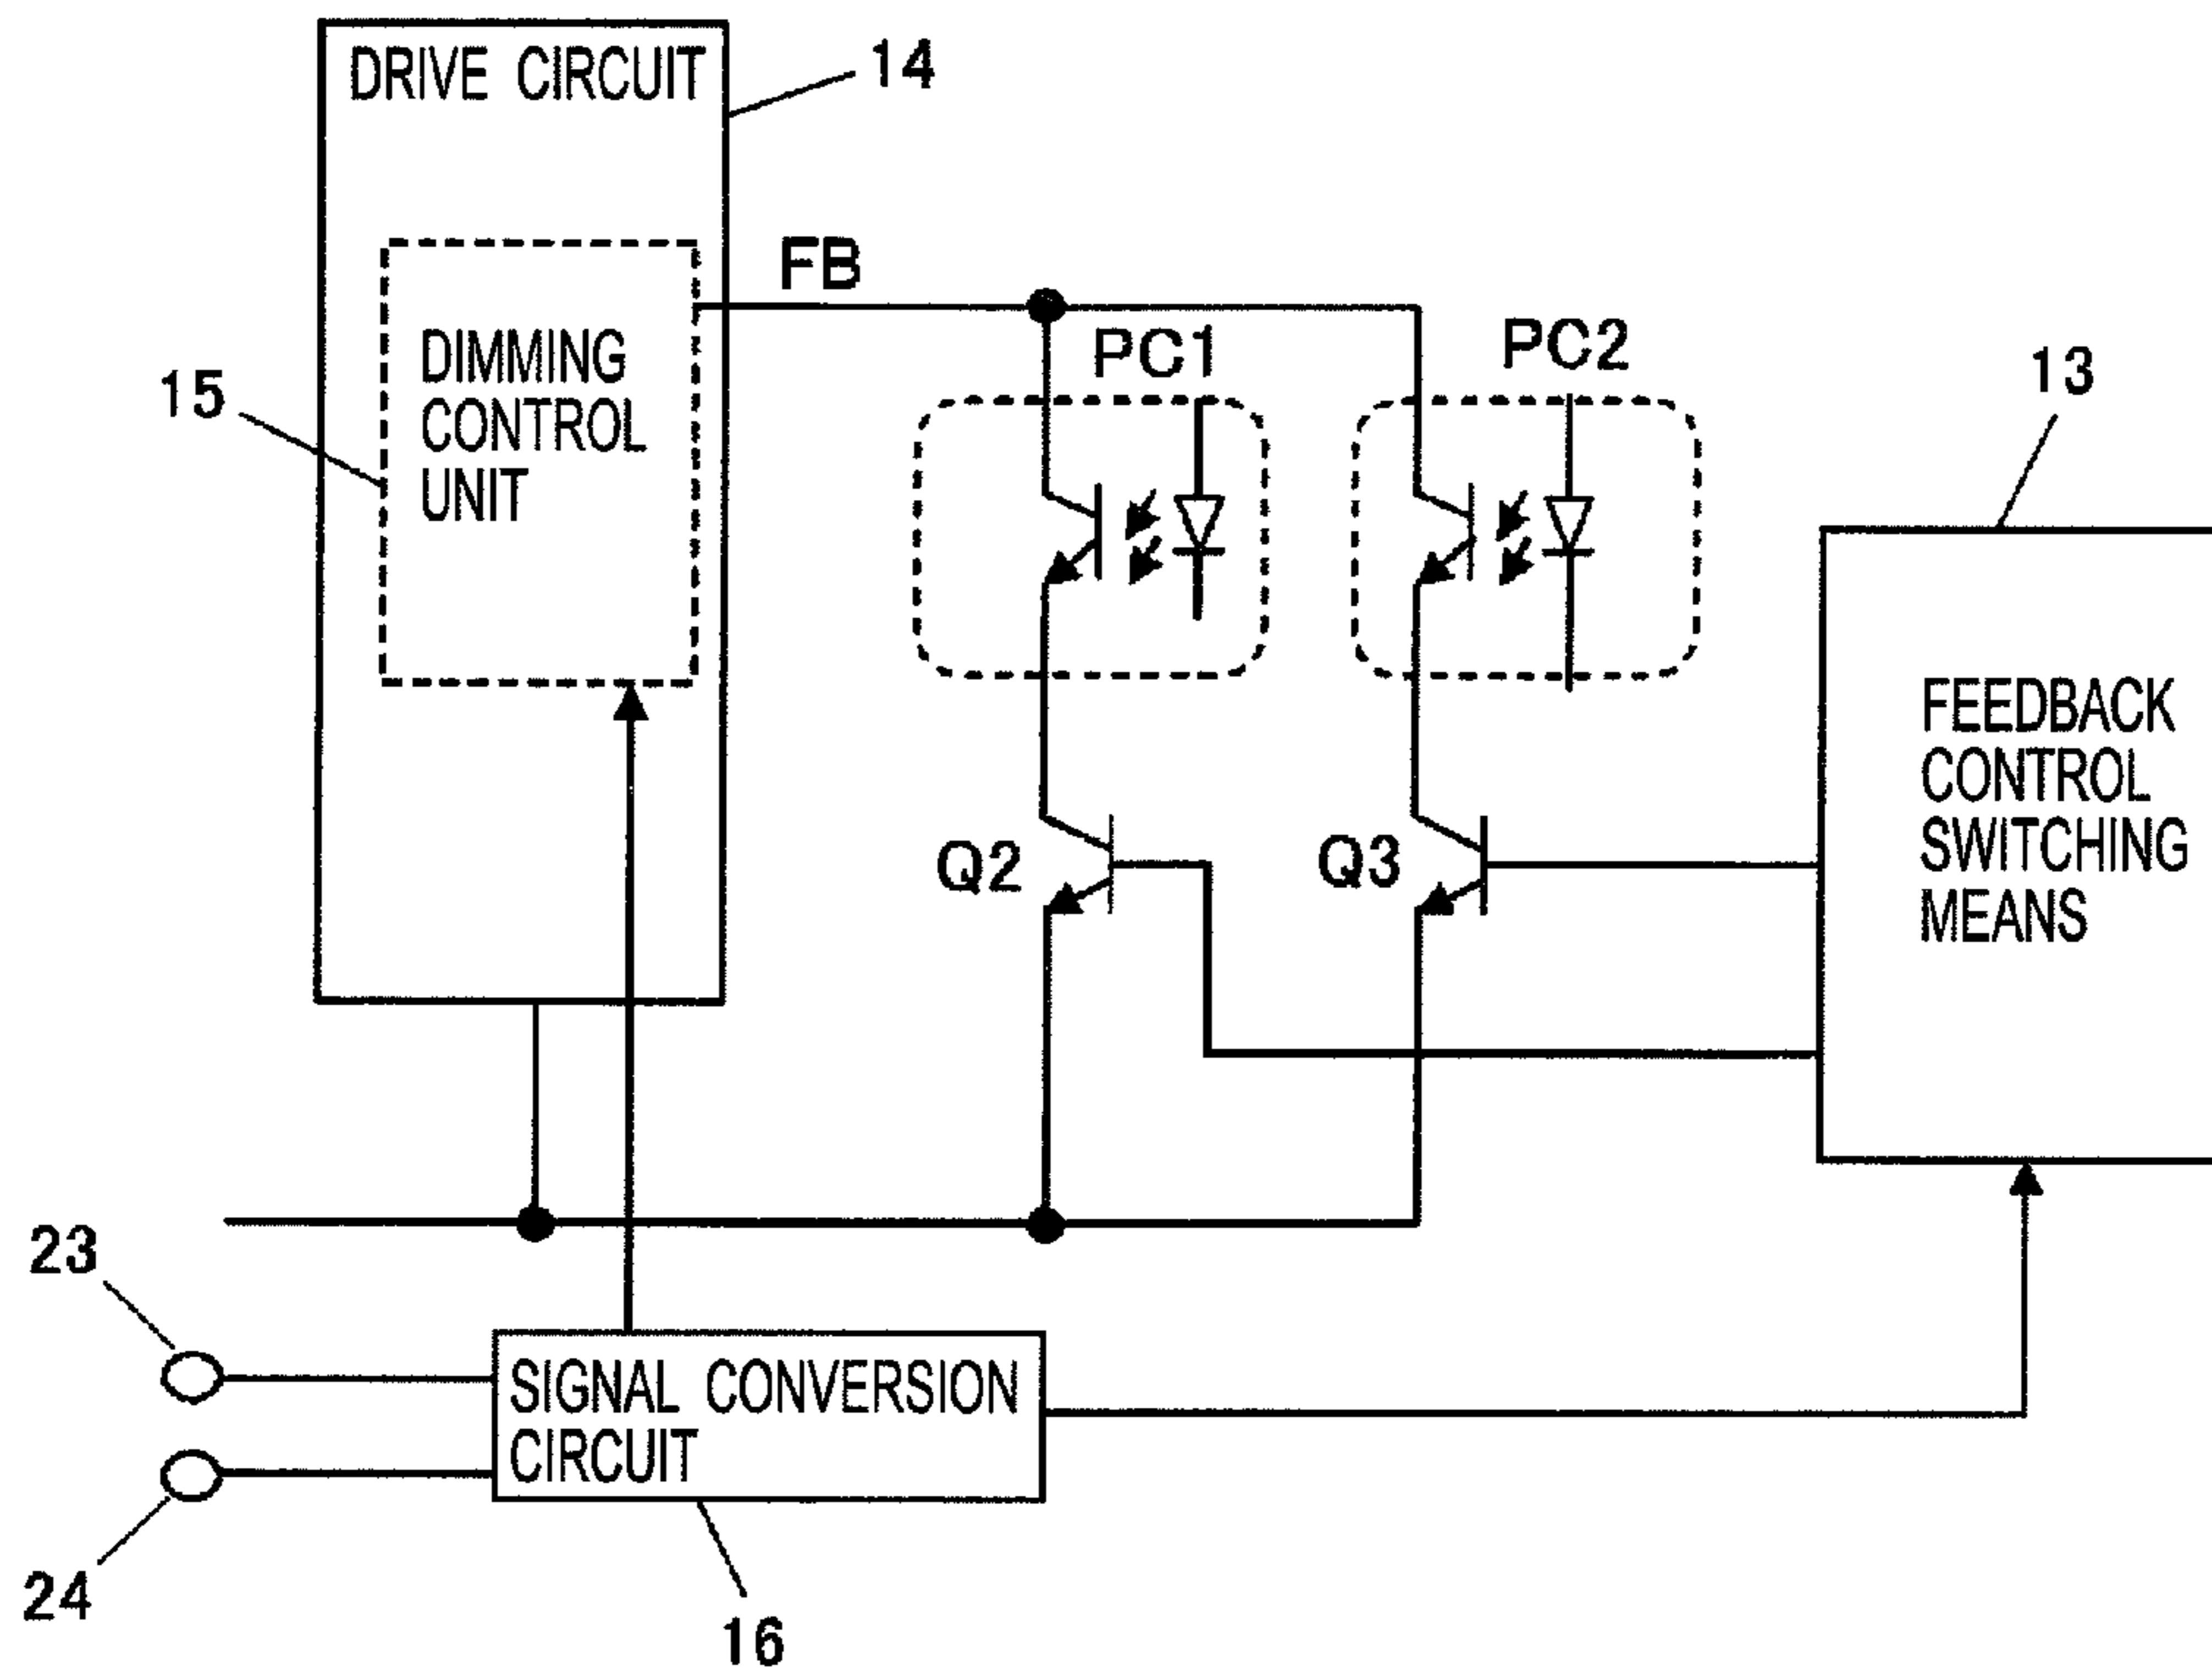 DRIVE CIRCUIT
14
FB
DIMMING
CONTROL
UNIT
15
PC1
PC2
13
FEEDBACK
CONTROL
SWITCHING
MEANS
Q2
Q3
23
24
SIGNAL CONVERSION
CIRCUIT
16